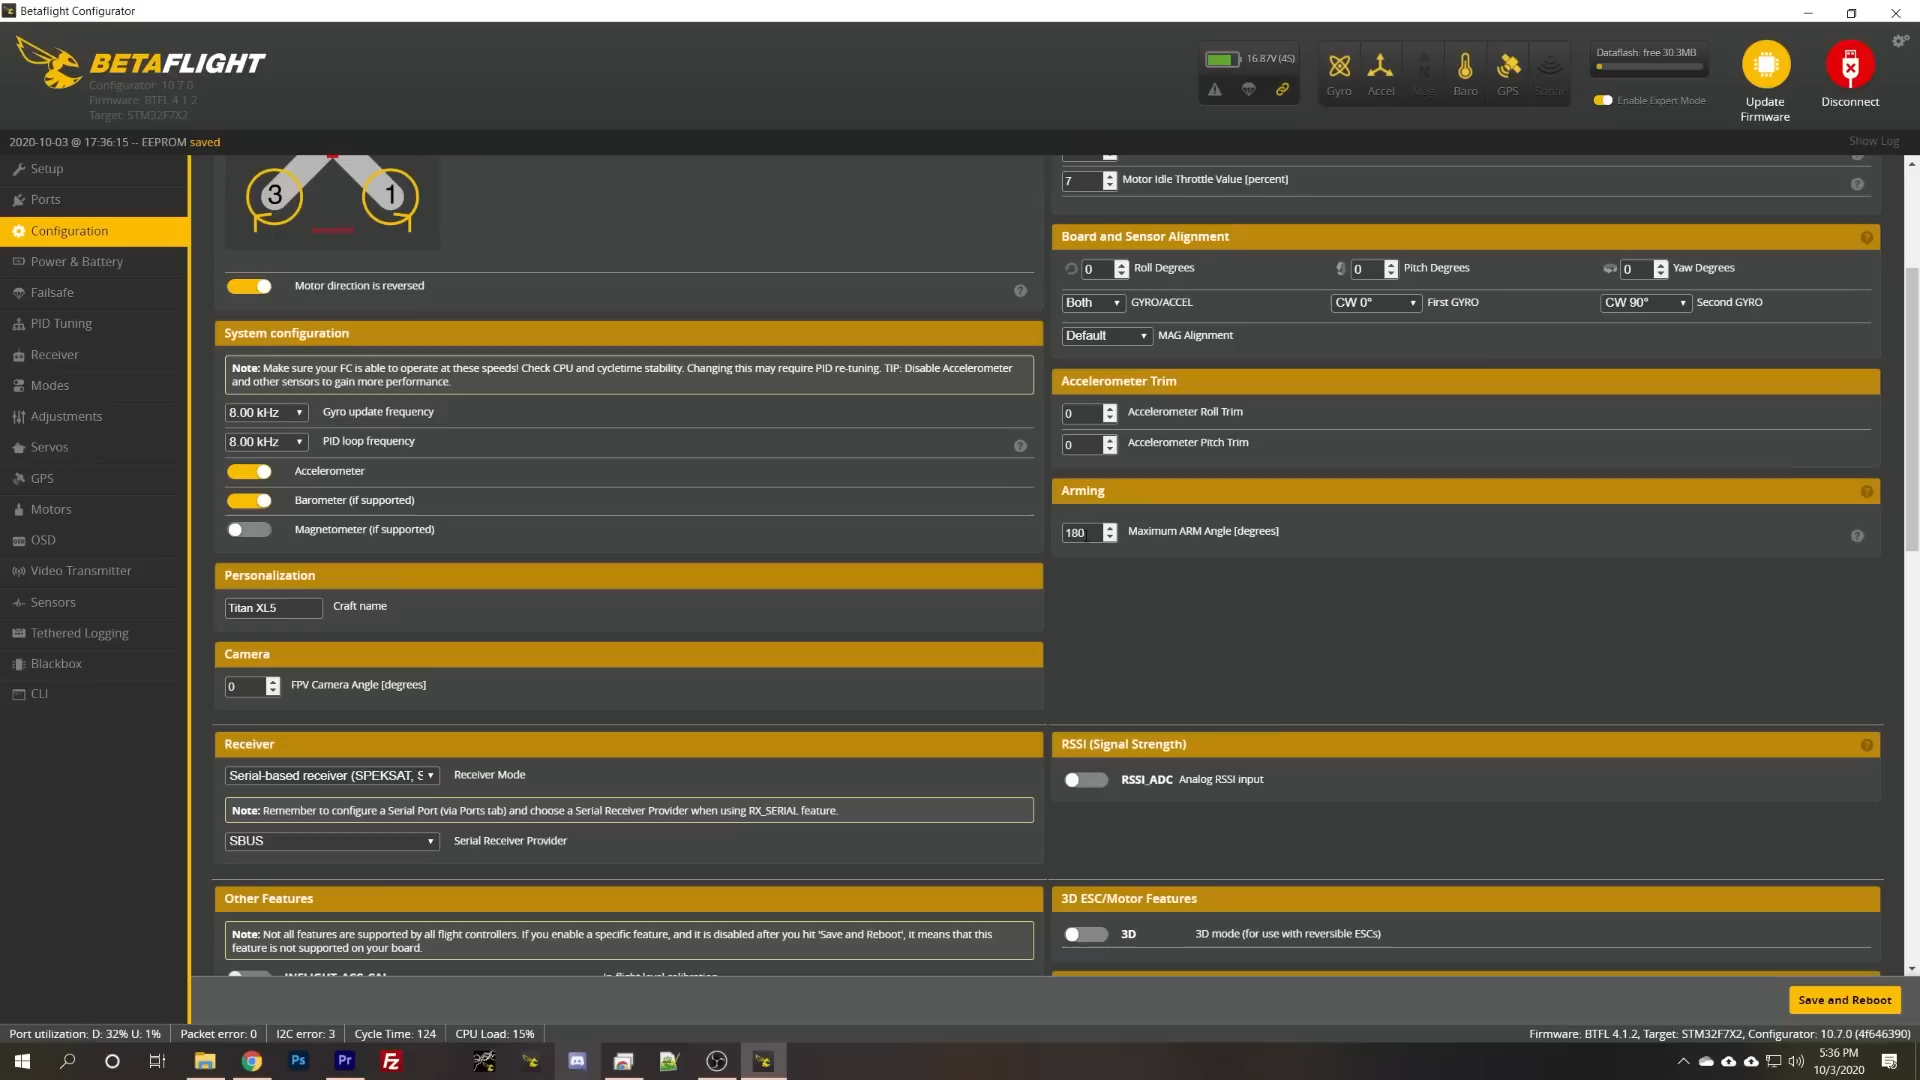 Betaflight Configurator
BETAFLIGHT
Configurator: 10.7.0
Firmware: BTFL 4.1.2
Target: STM32F7X2
16.87V (4S)
Gyro
Accel
Mag
Baro
GPS
Sonar
Dataflash: free 30.3MB
Enable Expert Mode
Update
Firmware
Disconnect
2020-10-03 @ 17:36:15 -- EEPROM saved
Show Log
Setup
Ports
Configuration
Power & Battery
Failsafe
PID Tuning
Receiver
Modes
Adjustments
Servos
GPS
Motors
OSD
Video Transmitter
Sensors
Tethered Logging
Blackbox
CLI
3
1
Motor direction is reversed
System configuration
Note: Make sure your FC is able to operate at these speeds! Check CPU and cycletime stability. Changing this may require PID re-tuning. TIP: Disable Accelerometer
and other sensors to gain more performance.
8.00 kHz Gyro update frequency
8.00 kHz PID loop frequency
Accelerometer
Barometer (if supported)
Magnetometer (if supported)
Personalization
Titan XL5 Craft name
Camera
0 FPV Camera Angle [degrees]
Receiver
Serial-based receiver (SPEKSAT, S Receiver Mode
Note: Remember to configure a Serial Port (via Ports tab) and choose a Serial Receiver Provider when using RX_SERIAL feature.
SBUS Serial Receiver Provider
Other Features
Note: Not all features are supported by all flight controllers. If you enable a specific feature, and it is disabled after you hit 'Save and Reboot', it means that this
feature is not supported on your board.
7 Motor Idle Throttle Value [percent]
Board and Sensor Alignment
0 Roll Degrees 0 Pitch Degrees 0 Yaw Degrees
Both GYRO/ACCEL CW 0° First GYRO CW 90° Second GYRO
Default MAG Alignment
Accelerometer Trim
0 Accelerometer Roll Trim
0 Accelerometer Pitch Trim
Arming
180 Maximum ARM Angle [degrees]
RSSI (Signal Strength)
RSSI_ADC Analog RSSI input
3D ESC/Motor Features
3D 3D mode (for use with reversible ESCs)
Save and Reboot
Port utilization: D: 32% U: 1% Packet error: 0 I2C error: 3 Cycle Time: 124 CPU Load: 15%
Firmware: BTFL 4.1.2, Target: STM32F7X2, Configurator: 10.7.0 (4f646390)
Ps
Pr
Fz
5:36 PM
10/3/2020